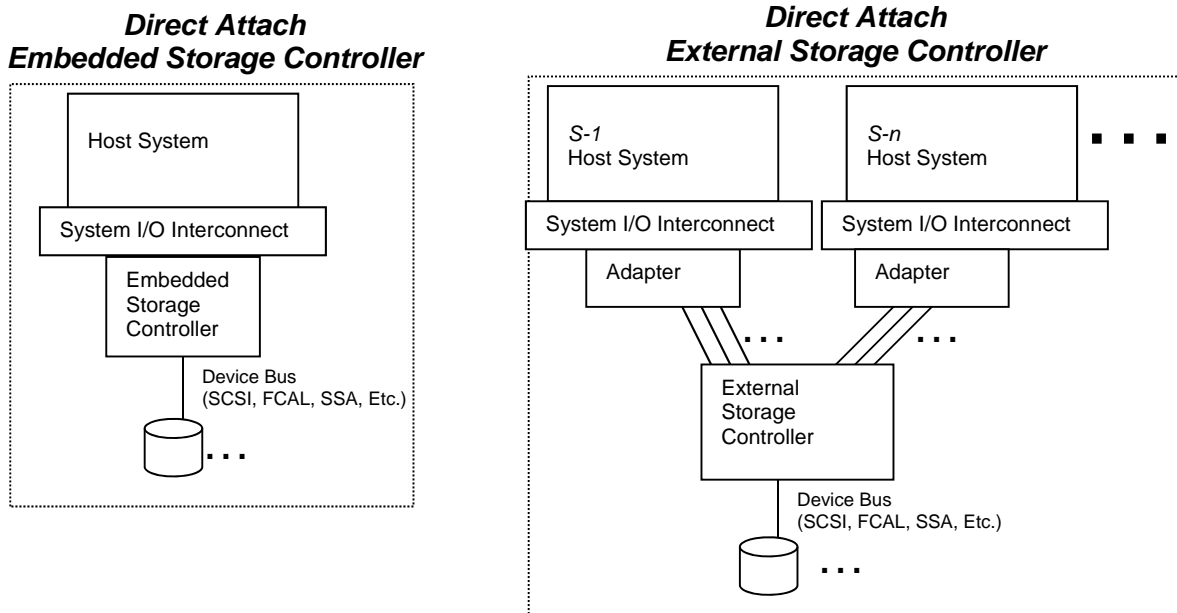 Direct Attach
Embedded Storage Controller
Host System
System I/O Interconnect
Embedded
Storage
Controller
Device Bus
(SCSI, FCAL, SSA, Etc.)
. . .
Direct Attach
External Storage Controller
S-1
Host System
S-n
Host System
. . .
System I/O Interconnect
System I/O Interconnect
Adapter
Adapter
. . .
. . .
External
Storage
Controller
Device Bus
(SCSI, FCAL, SSA, Etc.)
. . .